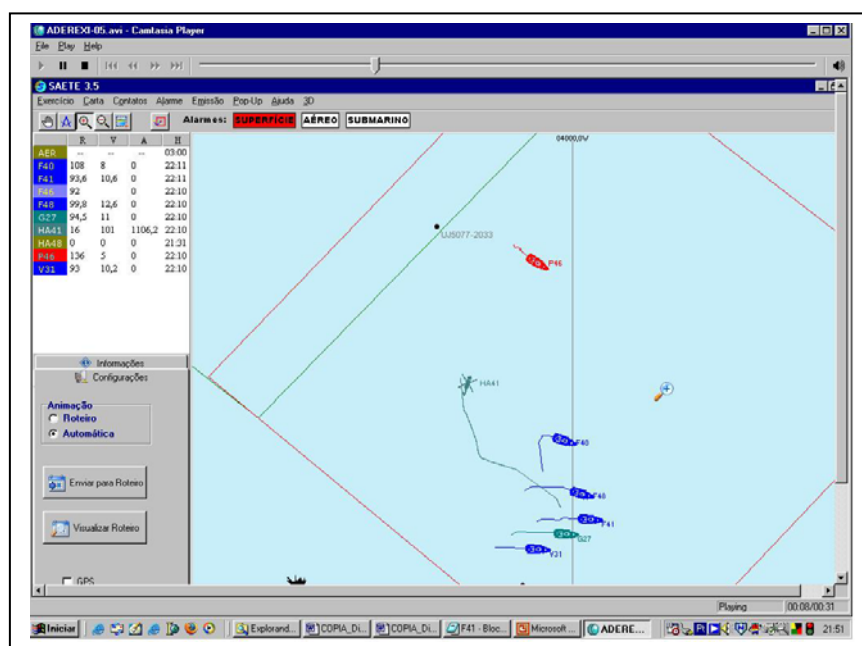 ADEREXI-05.avi - Camtasia Player
File Play Help
SAETE 3.5
Exercício Carta Contatos Alarme Emissão Pop-Up Ajuda 3D
Alarmes: SUPERFÍCIE AÉREO SUBMARINO
R V A H
AER -- -- -- 03:00
F40 108 8 0 22:11
F41 93,6 10,6 0 22:11
F46 92 0 22:10
F48 99,8 12,6 0 22:10
G27 94,5 11 0 22:10
HA41 16 101 1106,2 22:10
HA48 0 0 0 21:31
P46 136 5 0 22:10
V31 93 10,2 0 22:10
04000,0W
UJS077-2033
P46
HA41
F40
F48
F41
G27
V31
Informações
Configurações
Animação
Roteiro
Automática
Enviar para Roteiro
Visualizar Roteiro
GPS
Playing 00:08/00:31
Iniciar Explorand... COPIA_Di... COPIA_Di... F41 - Bloc... Microsoft ... ADERE... 21:51